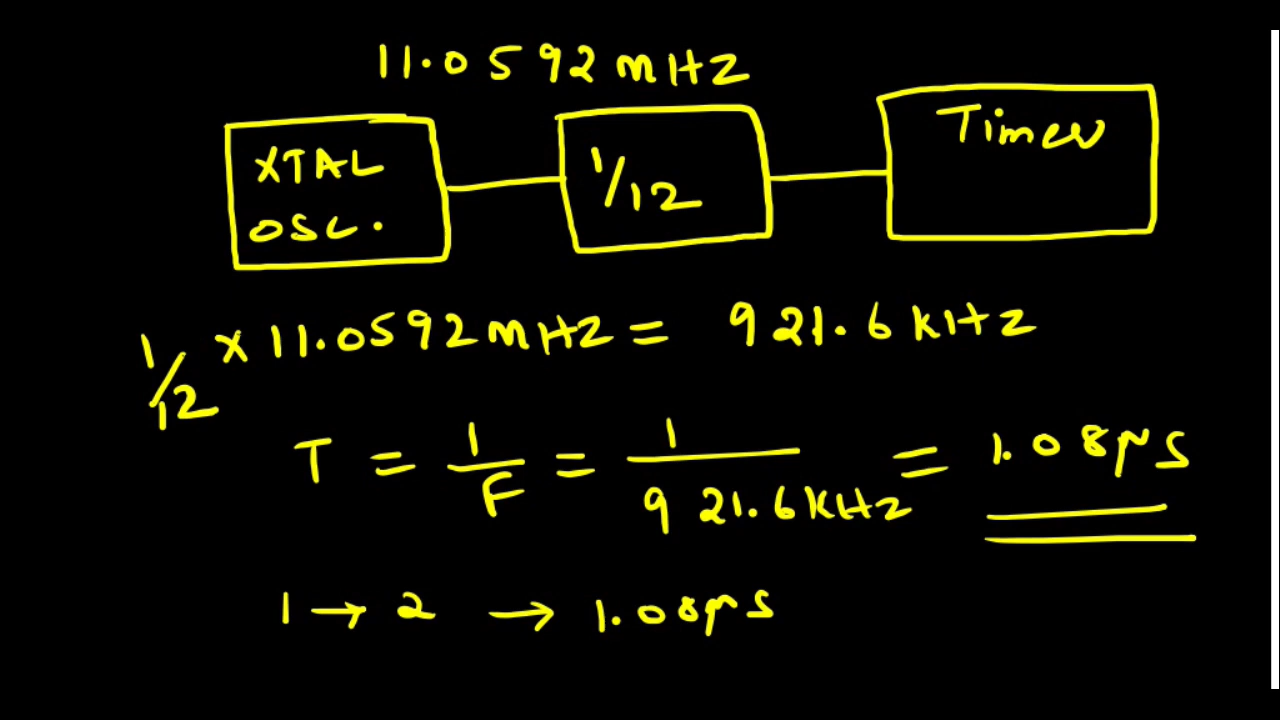 11.0592 mHz
XTAL
OSC.
1/12
Timer
1/12 x 11.0592 mHz = 921.6 kHz
T = 1/F = 1/921.6 kHz = 1.08 μs
1 → 2 → 1.08 μs